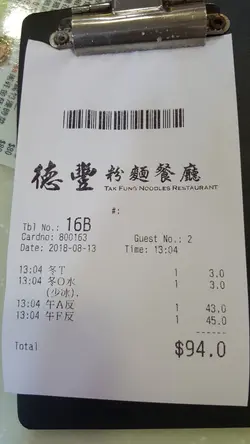 德豐 粉麵餐廳
TAK FUNG NOODLES RESTAURANT
#:
Tbl No.: 16B
Cardno: 800163 Guest No.: 2
Date: 2018-08-13 Time: 13:04
13:04 冬T 1 3.0
13:04 冬O水 1 3.0
(少冰),
13:04 午A反 1 43.0
13:04 午F反 1 45.0
Total $94.0